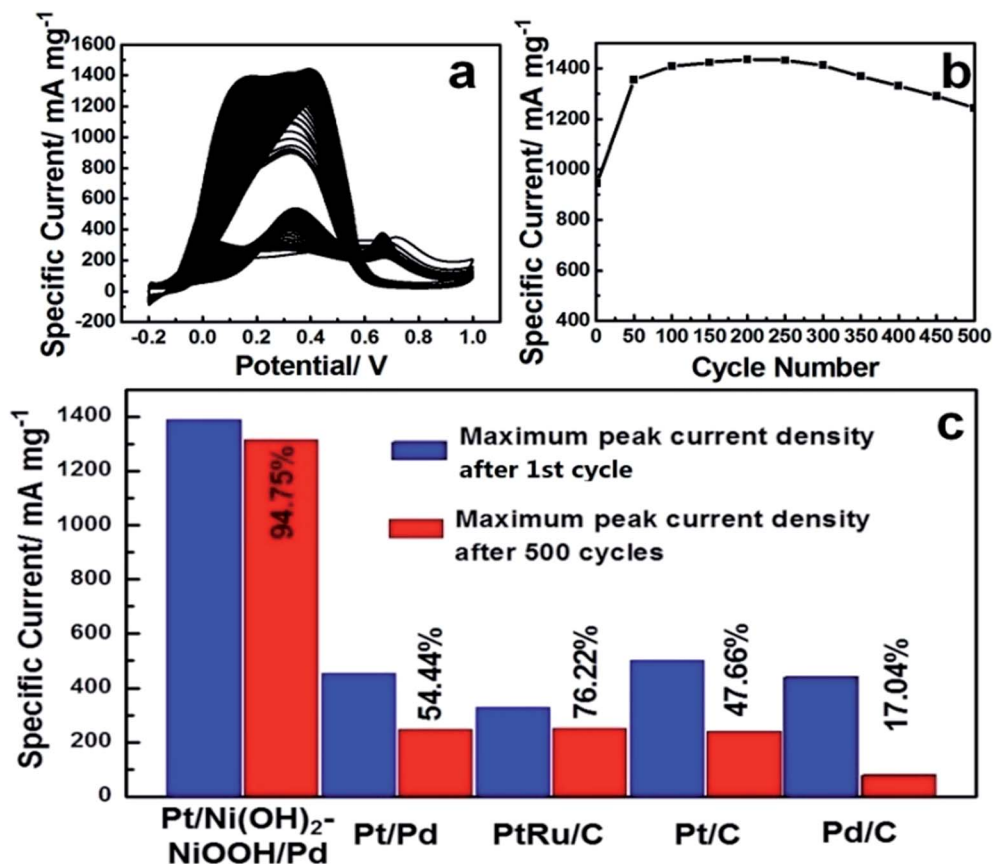 a
Specific Current/ mA mg⁻¹
1600
1400
1200
1000
800
600
400
200
0
-200
-0.2 0.0 0.2 0.4 0.6 0.8 1.0
Potential/ V
b
Specific Current/ mA mg⁻¹
1400
1200
1000
800
600
400
0 50 100 150 200 250 300 350 400 450 500
Cycle Number
c
Specific Current/ mA mg⁻¹
1400
1200
1000
800
600
400
200
0
Maximum peak current density
after 1st cycle
Maximum peak current density
after 500 cycles
94.75%
54.44%
76.22%
47.66%
17.04%
Pt/Ni(OH)₂-
NiOOH/Pd
Pt/Pd
PtRu/C
Pt/C
Pd/C